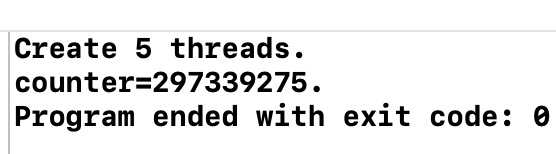 Create 5 threads.
counter=297339275.
Program ended with exit code: 0